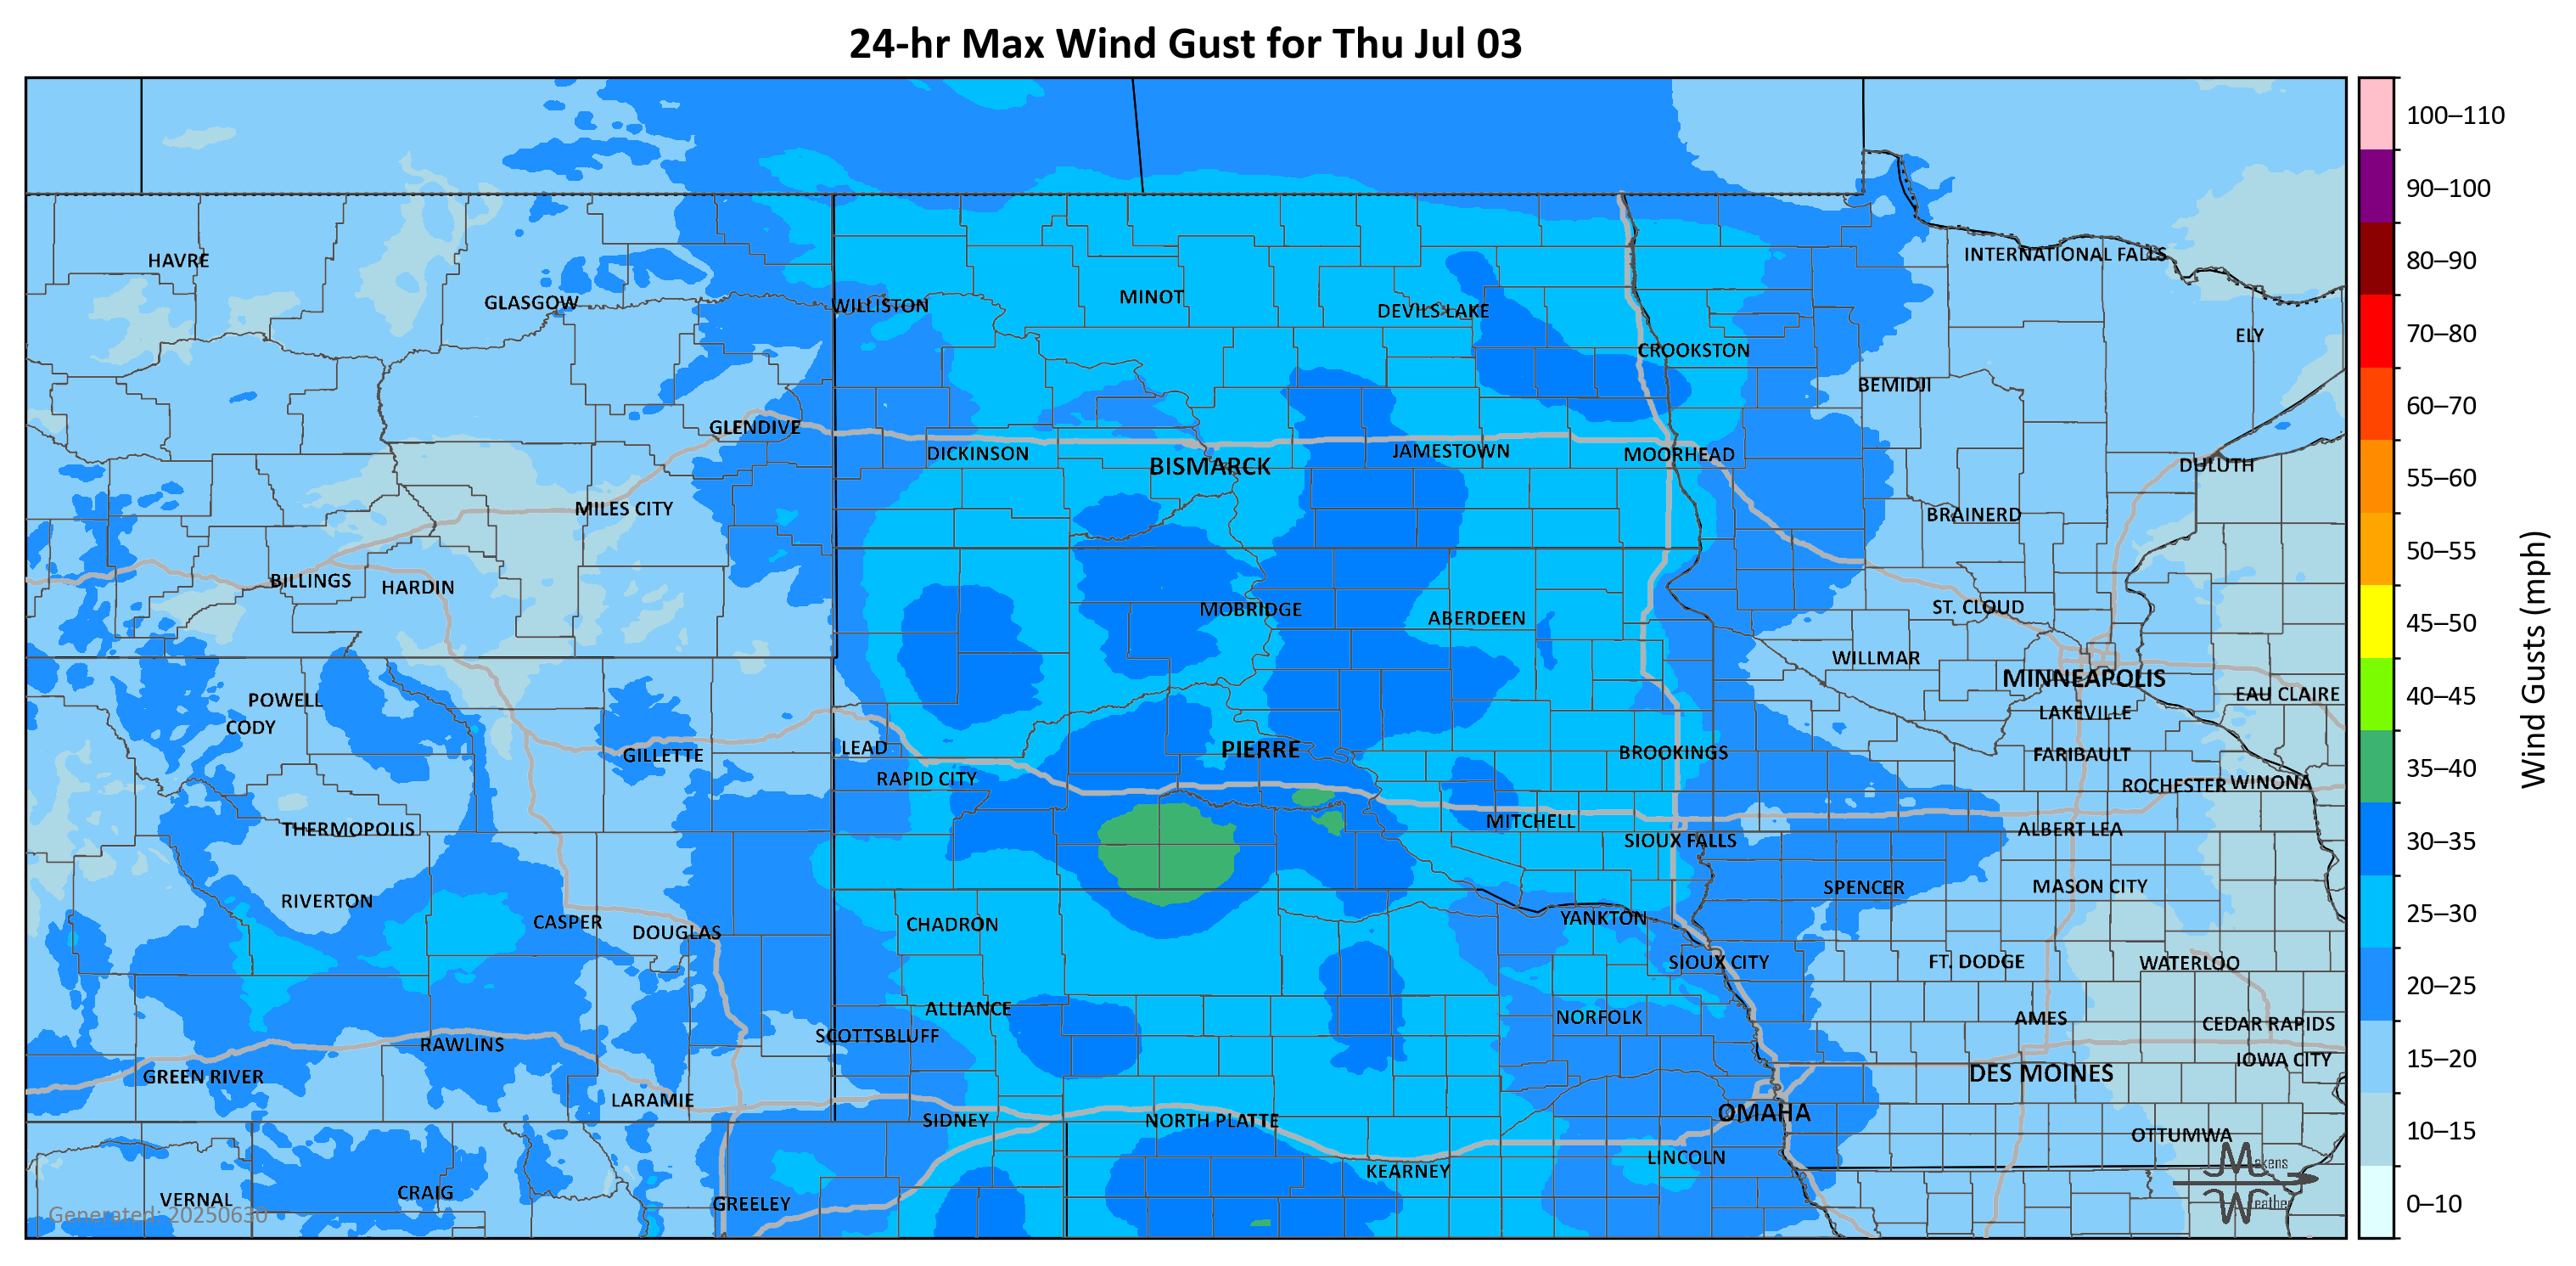 24-hr Max Wind Gust for Thu Jul 03
100–110
90–100
80–90
70–80
60–70
55–60
50–55
45–50
40–45
35–40
30–35
25–30
20–25
15–20
10–15
0–10
Wind Gusts (mph)
HAVRE
INTERNATIONAL FALLS
GLASGOW
WILLISTON
MINOT
DEVILS LAKE
ELY
CROOKSTON
BEMIDJI
GLENDIVE
DICKINSON
BISMARCK
JAMESTOWN
MOORHEAD
DULUTH
MILES CITY
BRAINERD
BILLINGS
HARDIN
MOBRIDGE
ABERDEEN
ST. CLOUD
WILLMAR
MINNEAPOLIS
EAU CLAIRE
POWELL
CODY
LAKEVILLE
GILLETTE
LEAD
PIERRE
BROOKINGS
FARIBAULT
RAPID CITY
ROCHESTER
WINONA
THERMOPOLIS
MITCHELL
SIOUX FALLS
ALBERT LEA
RIVERTON
SPENCER
MASON CITY
CASPER
DOUGLAS
CHADRON
YANKTON
SIOUX CITY
FT. DODGE
WATERLOO
ALLIANCE
SCOTTSBLUFF
NORFOLK
AMES
CEDAR RAPIDS
RAWLINS
IOWA CITY
GREEN RIVER
DES MOINES
LARAMIE
SIDNEY
NORTH PLATTE
OMAHA
OTTUMWA
KEARNEY
LINCOLN
VERNAL
CRAIG
GREELEY
Generated: 20250630
Makens
Weather